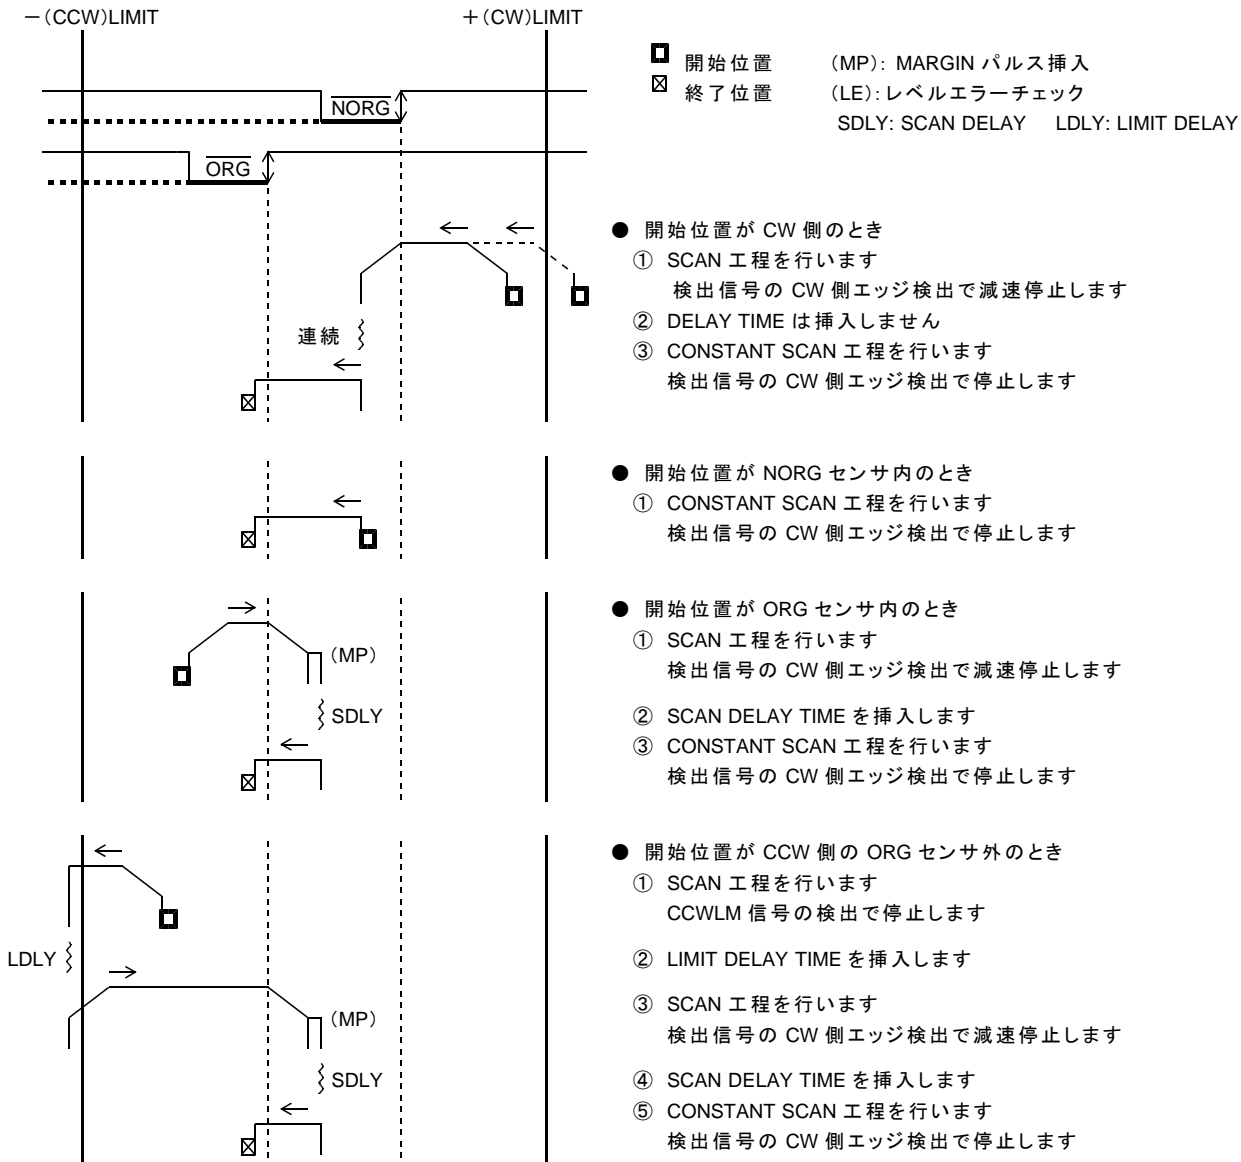 －(CCW)LIMIT
＋(CW)LIMIT
開始位置 （MP）: MARGIN パルス挿入
終了位置 （LE）:レベルエラーチェック
SDLY: SCAN DELAY LDLY: LIMIT DELAY
NORG
ORG
● 開始位置が CW 側のとき
① SCAN 工程を行います
検出信号の CW 側エッジ検出で減速停止します
② DELAY TIME は挿入しません
③ CONSTANT SCAN 工程を行います
検出信号の CW 側エッジ検出で停止します
連続
● 開始位置が NORG センサ内のとき
① CONSTANT SCAN 工程を行います
検出信号の CW 側エッジ検出で停止します
● 開始位置が ORG センサ内のとき
① SCAN 工程を行います
検出信号の CW 側エッジ検出で減速停止します
② SCAN DELAY TIME を挿入します
③ CONSTANT SCAN 工程を行います
検出信号の CW 側エッジ検出で停止します
（MP）
SDLY
● 開始位置が CCW 側の ORG センサ外のとき
① SCAN 工程を行います
CCWLM 信号の検出で停止します
② LIMIT DELAY TIME を挿入します
③ SCAN 工程を行います
検出信号の CW 側エッジ検出で減速停止します
④ SCAN DELAY TIME を挿入します
⑤ CONSTANT SCAN 工程を行います
検出信号の CW 側エッジ検出で停止します
LDLY
（MP）
SDLY